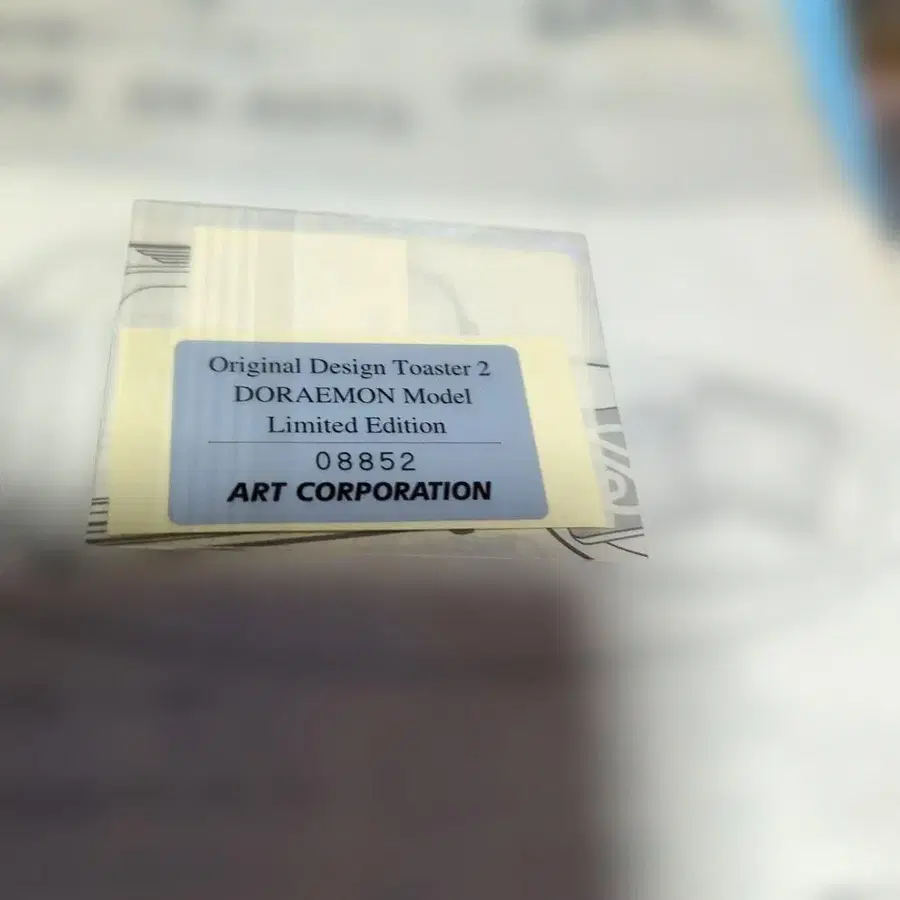 Original Design Toaster 2
DORAEMON Model
Limited Edition
08852
ART CORPORATION